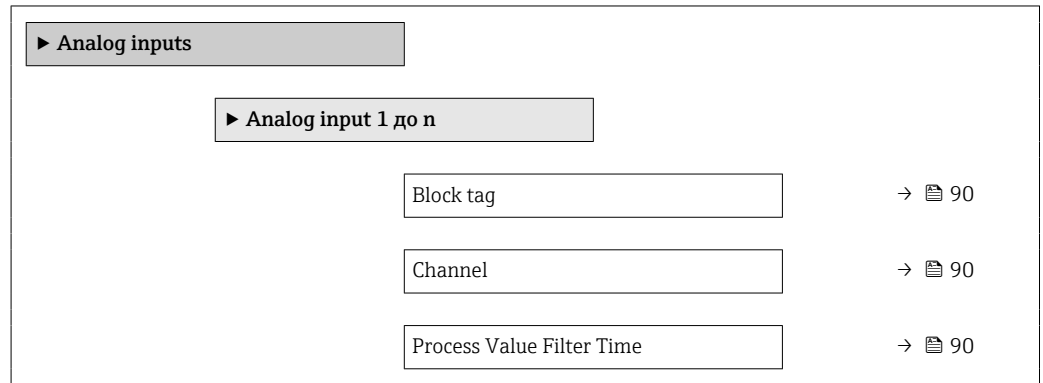 ► Analog inputs
► Analog input 1 до n
Block tag → 90
Channel → 90
Process Value Filter Time → 90